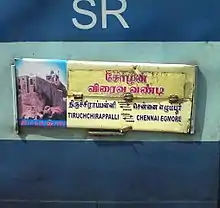 SR
சோழன்
விரைவு வண்டி
திருச்சிராப்பள்ளி சென்னை எழும்பூர்
TIRUCHCHIRAPPALLI CHENNAI EGMORE